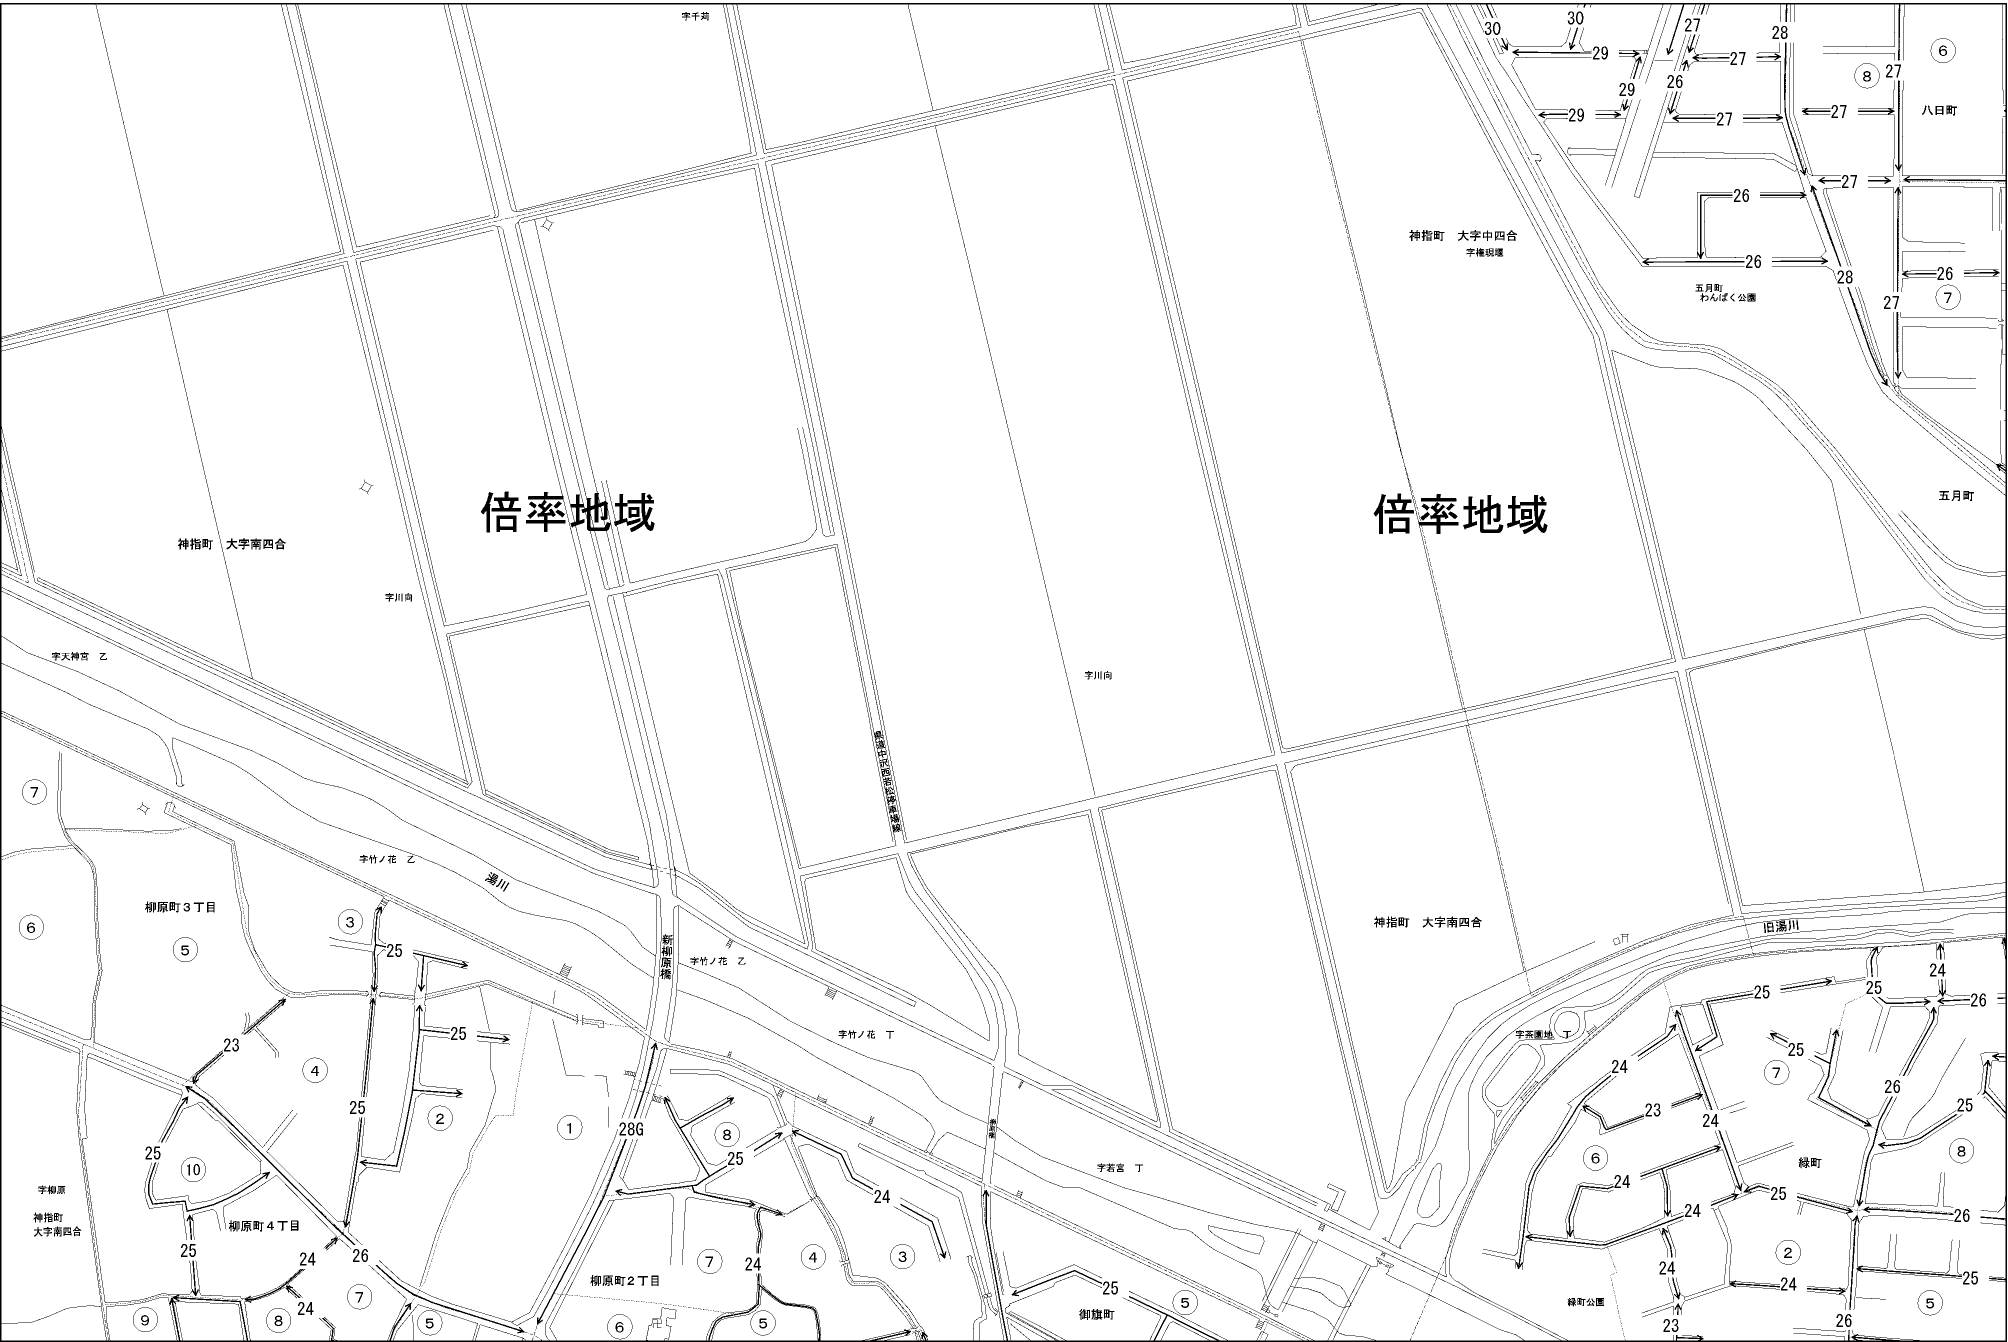 字千苅
30
30
27
28
29
27
29
26
29
27
27
27
8
6
八日町
27
26
27
神指町 大字中四合
字権現堰
26
28
五月町
わんぱく公園
26
27
7
倍率地域
倍率地域
五月町
神指町 大字南四合
字川向
字天神宮 乙
字川向
7
字竹ノ花 乙
湯川
柳原町3丁目
3
6
5
25
新柳原橋
字竹ノ花 乙
神指町 大字南四合
旧湯川
24
25
25
26
23
25
字竹ノ花 丁
字茶園地 丁
25
4
24
7
26
25
2
1
28G
8
23
24
25
25
10
25
字若宮 丁
6
緑町
8
字柳原
神指町
大字南四合
柳原町4丁目
24
24
25
24
26
25
24
26
7
24
4
3
2
24
24
25
24
柳原町2丁目
7
25
5
御旗町
緑町公園
5
9
8
5
6
5
23
26